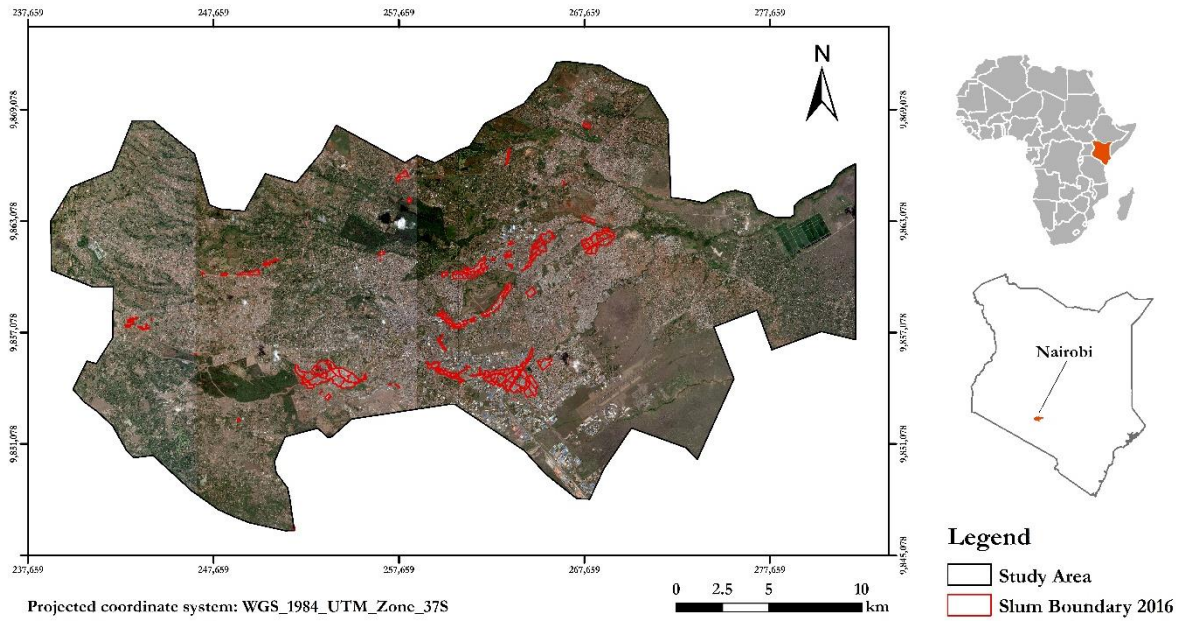 237,659 247,659 257,659 267,659 277,659
N
9,869,078 9,869,078
9,863,078 9,863,078
9,857,078 9,857,078
9,851,078 9,851,078
9,845,078
237,659 247,659 257,659 267,659 277,659
Projected coordinate system: WGS_1984_UTM_Zone_37S
0 2.5 5 10
km
Nairobi
Legend
Study Area
Slum Boundary 2016